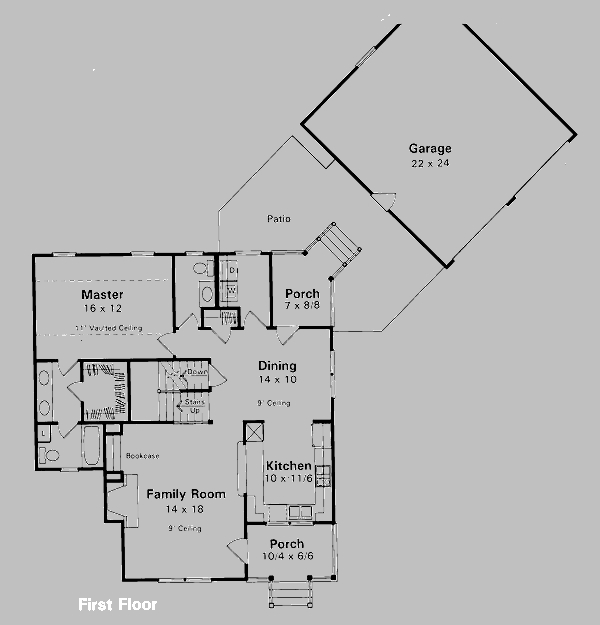 Garage
22 x 24
Patio
Master
16 x 12
11' Vaulted Ceiling
D
W
Porch
7 x 8/8
Dining
14 x 10
9' Ceiling
Down
Stairs
Up
Bookcase
Kitchen
10 x 11/6
Family Room
14 x 18
9' Ceiling
Porch
10/4 x 6/6
First Floor